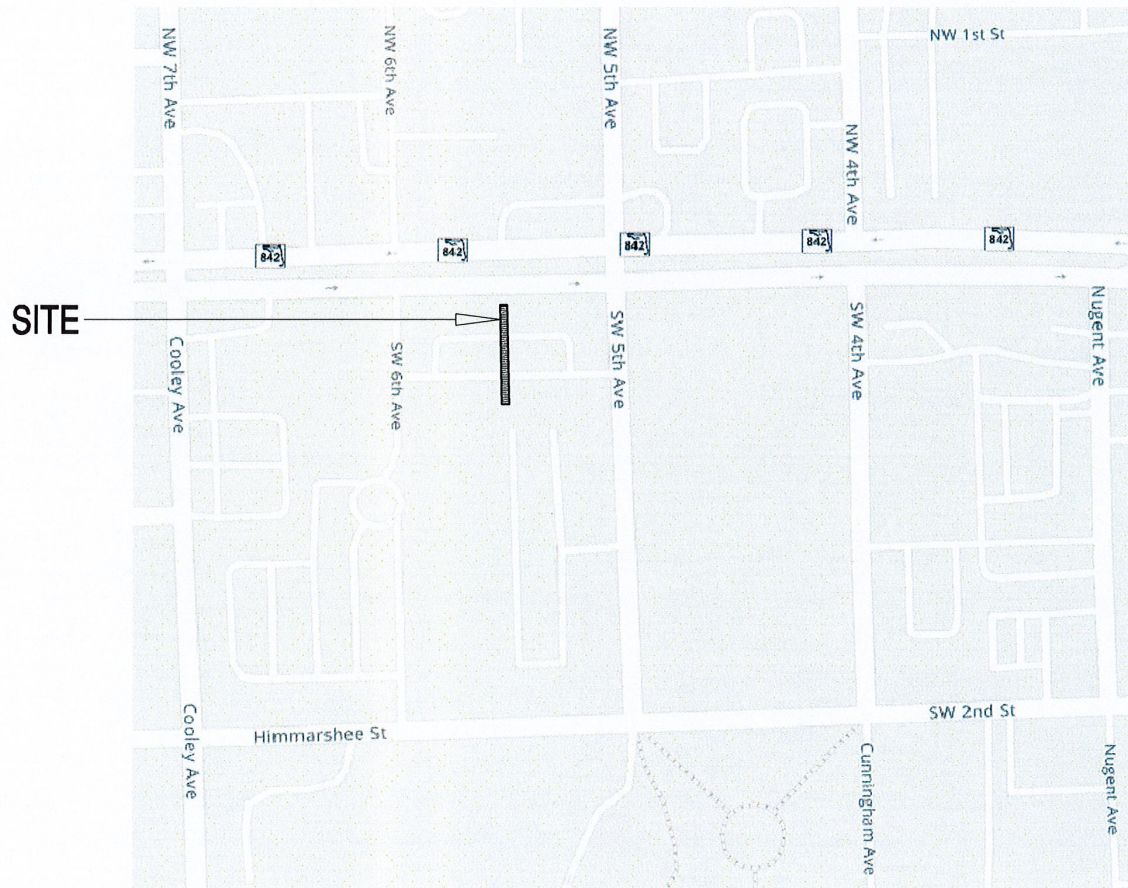 NW 1st St
NW 7th Ave
NW 6th Ave
NW 5th Ave
NW 4th Ave
842
842
842
842
842
SITE
Cooley Ave
SW 6th Ave
SW 5th Ave
SW 4th Ave
Nugent Ave
Cooley Ave
Himmarshee St
SW 2nd St
Cunningham Ave
Nugent Ave